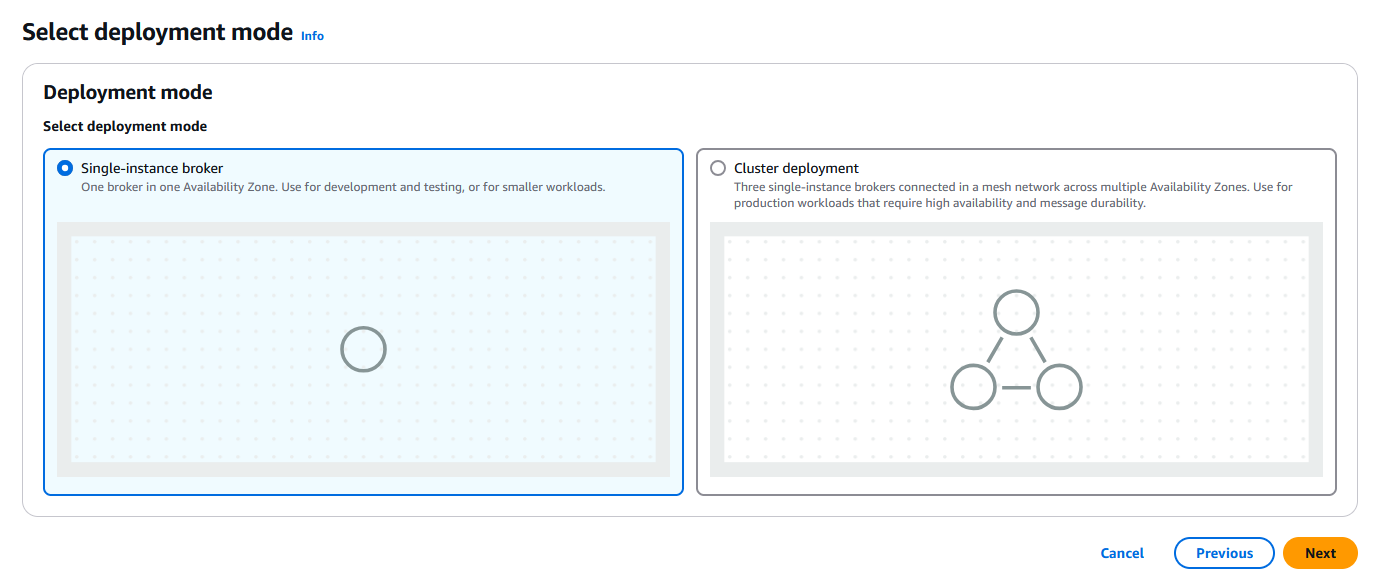 Select deployment mode Info
Deployment mode
Select deployment mode
Single-instance broker
One broker in one Availability Zone. Use for development and testing, or for smaller workloads.
Cluster deployment
Three single-instance brokers connected in a mesh network across multiple Availability Zones. Use for
production workloads that require high availability and message durability.
Cancel
Previous
Next